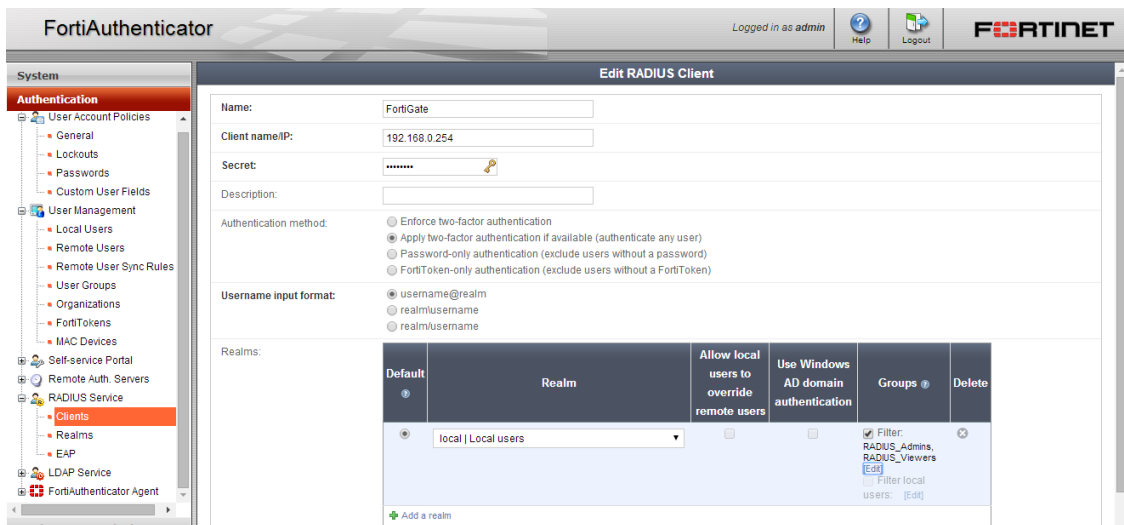 FortiAuthenticator
Logged in as admin
Help
Logout
FORTINET
System
Authentication
User Account Policies
General
Lockouts
Passwords
Custom User Fields
User Management
Local Users
Remote Users
Remote User Sync Rules
User Groups
Organizations
FortiTokens
MAC Devices
Self-service Portal
Remote Auth. Servers
RADIUS Service
Clients
Realms
EAP
LDAP Service
FortiAuthenticator Agent
Edit RADIUS Client
Name: FortiGate
Client name/IP: 192.168.0.254
Secret: ••••••••
Description:
Authentication method:
Enforce two-factor authentication
Apply two-factor authentication if available (authenticate any user)
Password-only authentication (exclude users without a password)
FortiToken-only authentication (exclude users without a FortiToken)
Username input format:
username@realm
realm\username
realm/username
Realms:
Default
Realm
Allow local
users to
override
remote users
Use Windows
AD domain
authentication
Groups
Delete
local | Local users
Filter:
RADIUS_Admins,
RADIUS_Viewers
[Edit]
Filter local
users: [Edit]
Add a realm